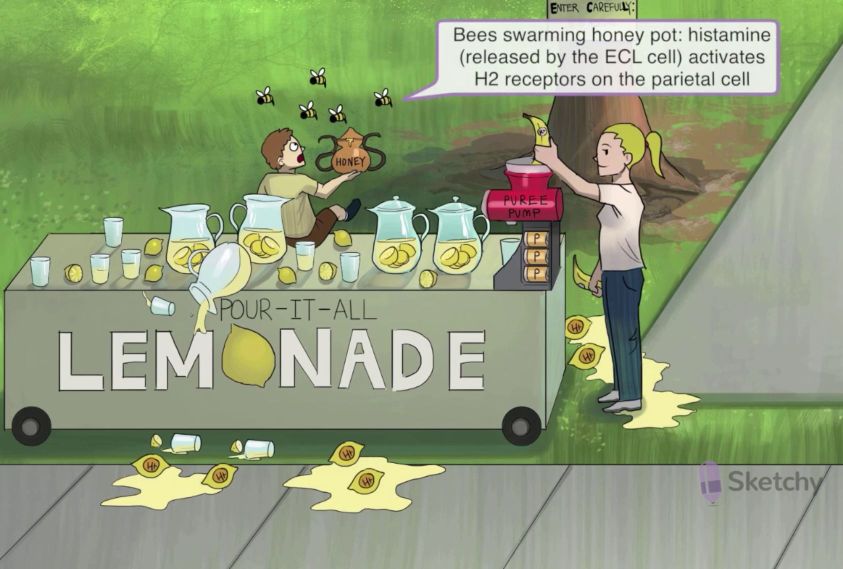 ENTER CAREFULLY:
Bees swarming honey pot: histamine
(released by the ECL cell) activates
H2 receptors on the parietal cell
HONEY
PUREE
PUMP
P
P
P
POUR-IT-ALL
LEMONADE
H+
H+
H+
H+
H+
H+
Sketchy